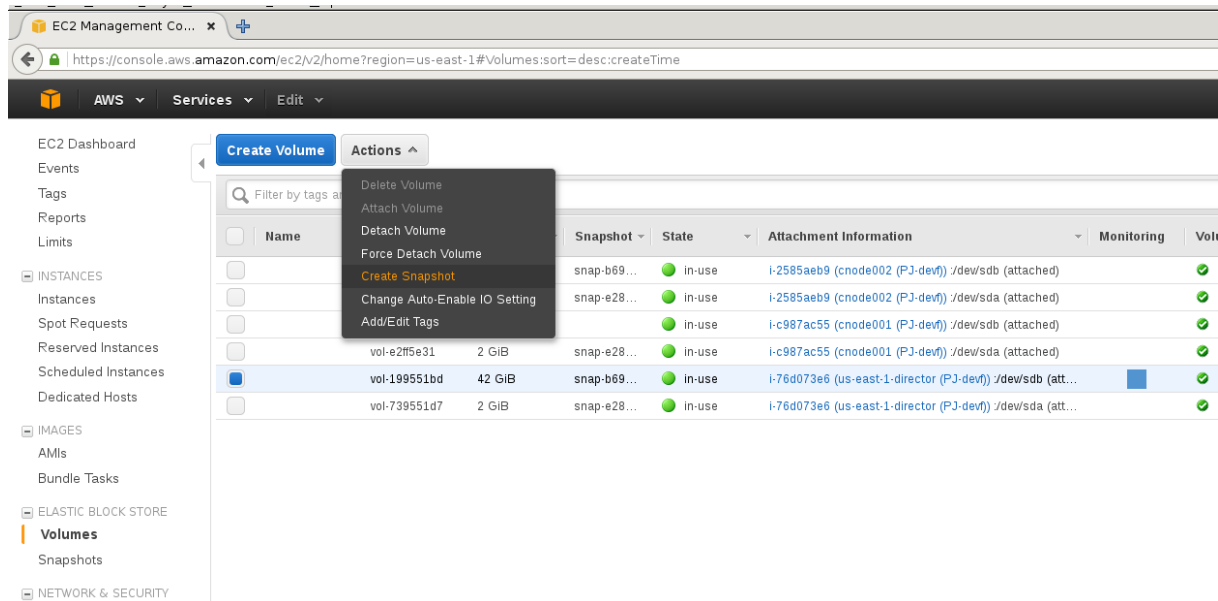 EC2 Management Co...
https://console.aws.amazon.com/ec2/v2/home?region=us-east-1#Volumes:sort=desc:createTime
AWS Services Edit
EC2 Dashboard
Events
Tags
Reports
Limits
INSTANCES
Instances
Spot Requests
Reserved Instances
Scheduled Instances
Dedicated Hosts
IMAGES
AMIs
Bundle Tasks
ELASTIC BLOCK STORE
Volumes
Snapshots
NETWORK & SECURITY
Create Volume Actions
Filter by tags
Delete Volume
Attach Volume
Detach Volume
Force Detach Volume
Create Snapshot
Change Auto-Enable IO Setting
Add/Edit Tags
Name Snapshot State Attachment Information Monitoring
snap-b69... in-use i-2585aeb9 (cnode002 (PJ-devf)):/dev/sdb (attached)
snap-e28... in-use i-2585aeb9 (cnode002 (PJ-devf)):/dev/sda (attached)
in-use i-c987ac55 (cnode001 (PJ-devf)):/dev/sdb (attached)
vol-e2ff5e31 2 GiB snap-e28... in-use i-c987ac55 (cnode001 (PJ-devf)):/dev/sda (attached)
vol-199551bd 42 GiB snap-b69... in-use i-76d073e6 (us-east-1-director (PJ-devf)):/dev/sdb (att...
vol-739551d7 2 GiB snap-e28... in-use i-76d073e6 (us-east-1-director (PJ-devf)):/dev/sda (att...